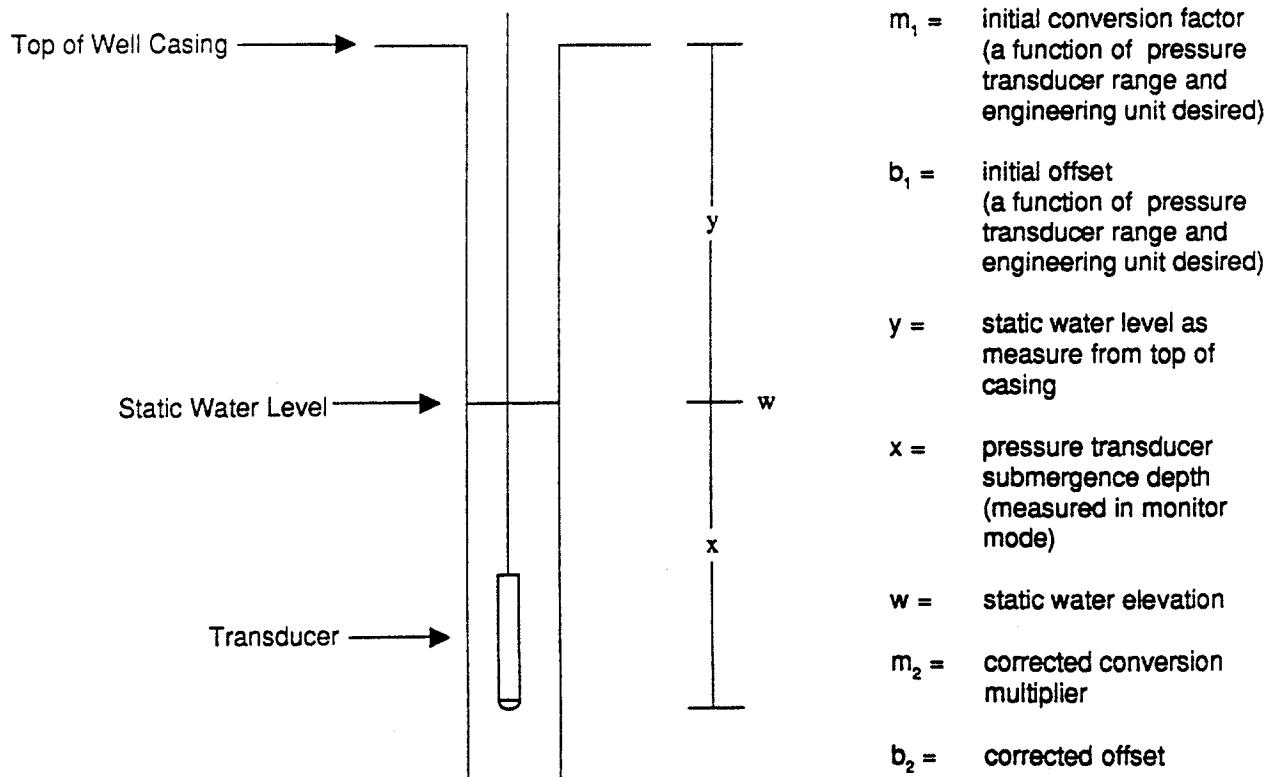 Top of Well Casing
Static Water Level
Transducer
y
w
x
m₁ = initial conversion factor
(a function of pressure
transducer range and
engineering unit desired)
b₁ = initial offset
(a function of pressure
transducer range and
engineering unit desired)
y = static water level as
measure from top of
casing
x = pressure transducer
submergence depth
(measured in monitor
mode)
w = static water elevation
m₂ = corrected conversion
multiplier
b₂ = corrected offset